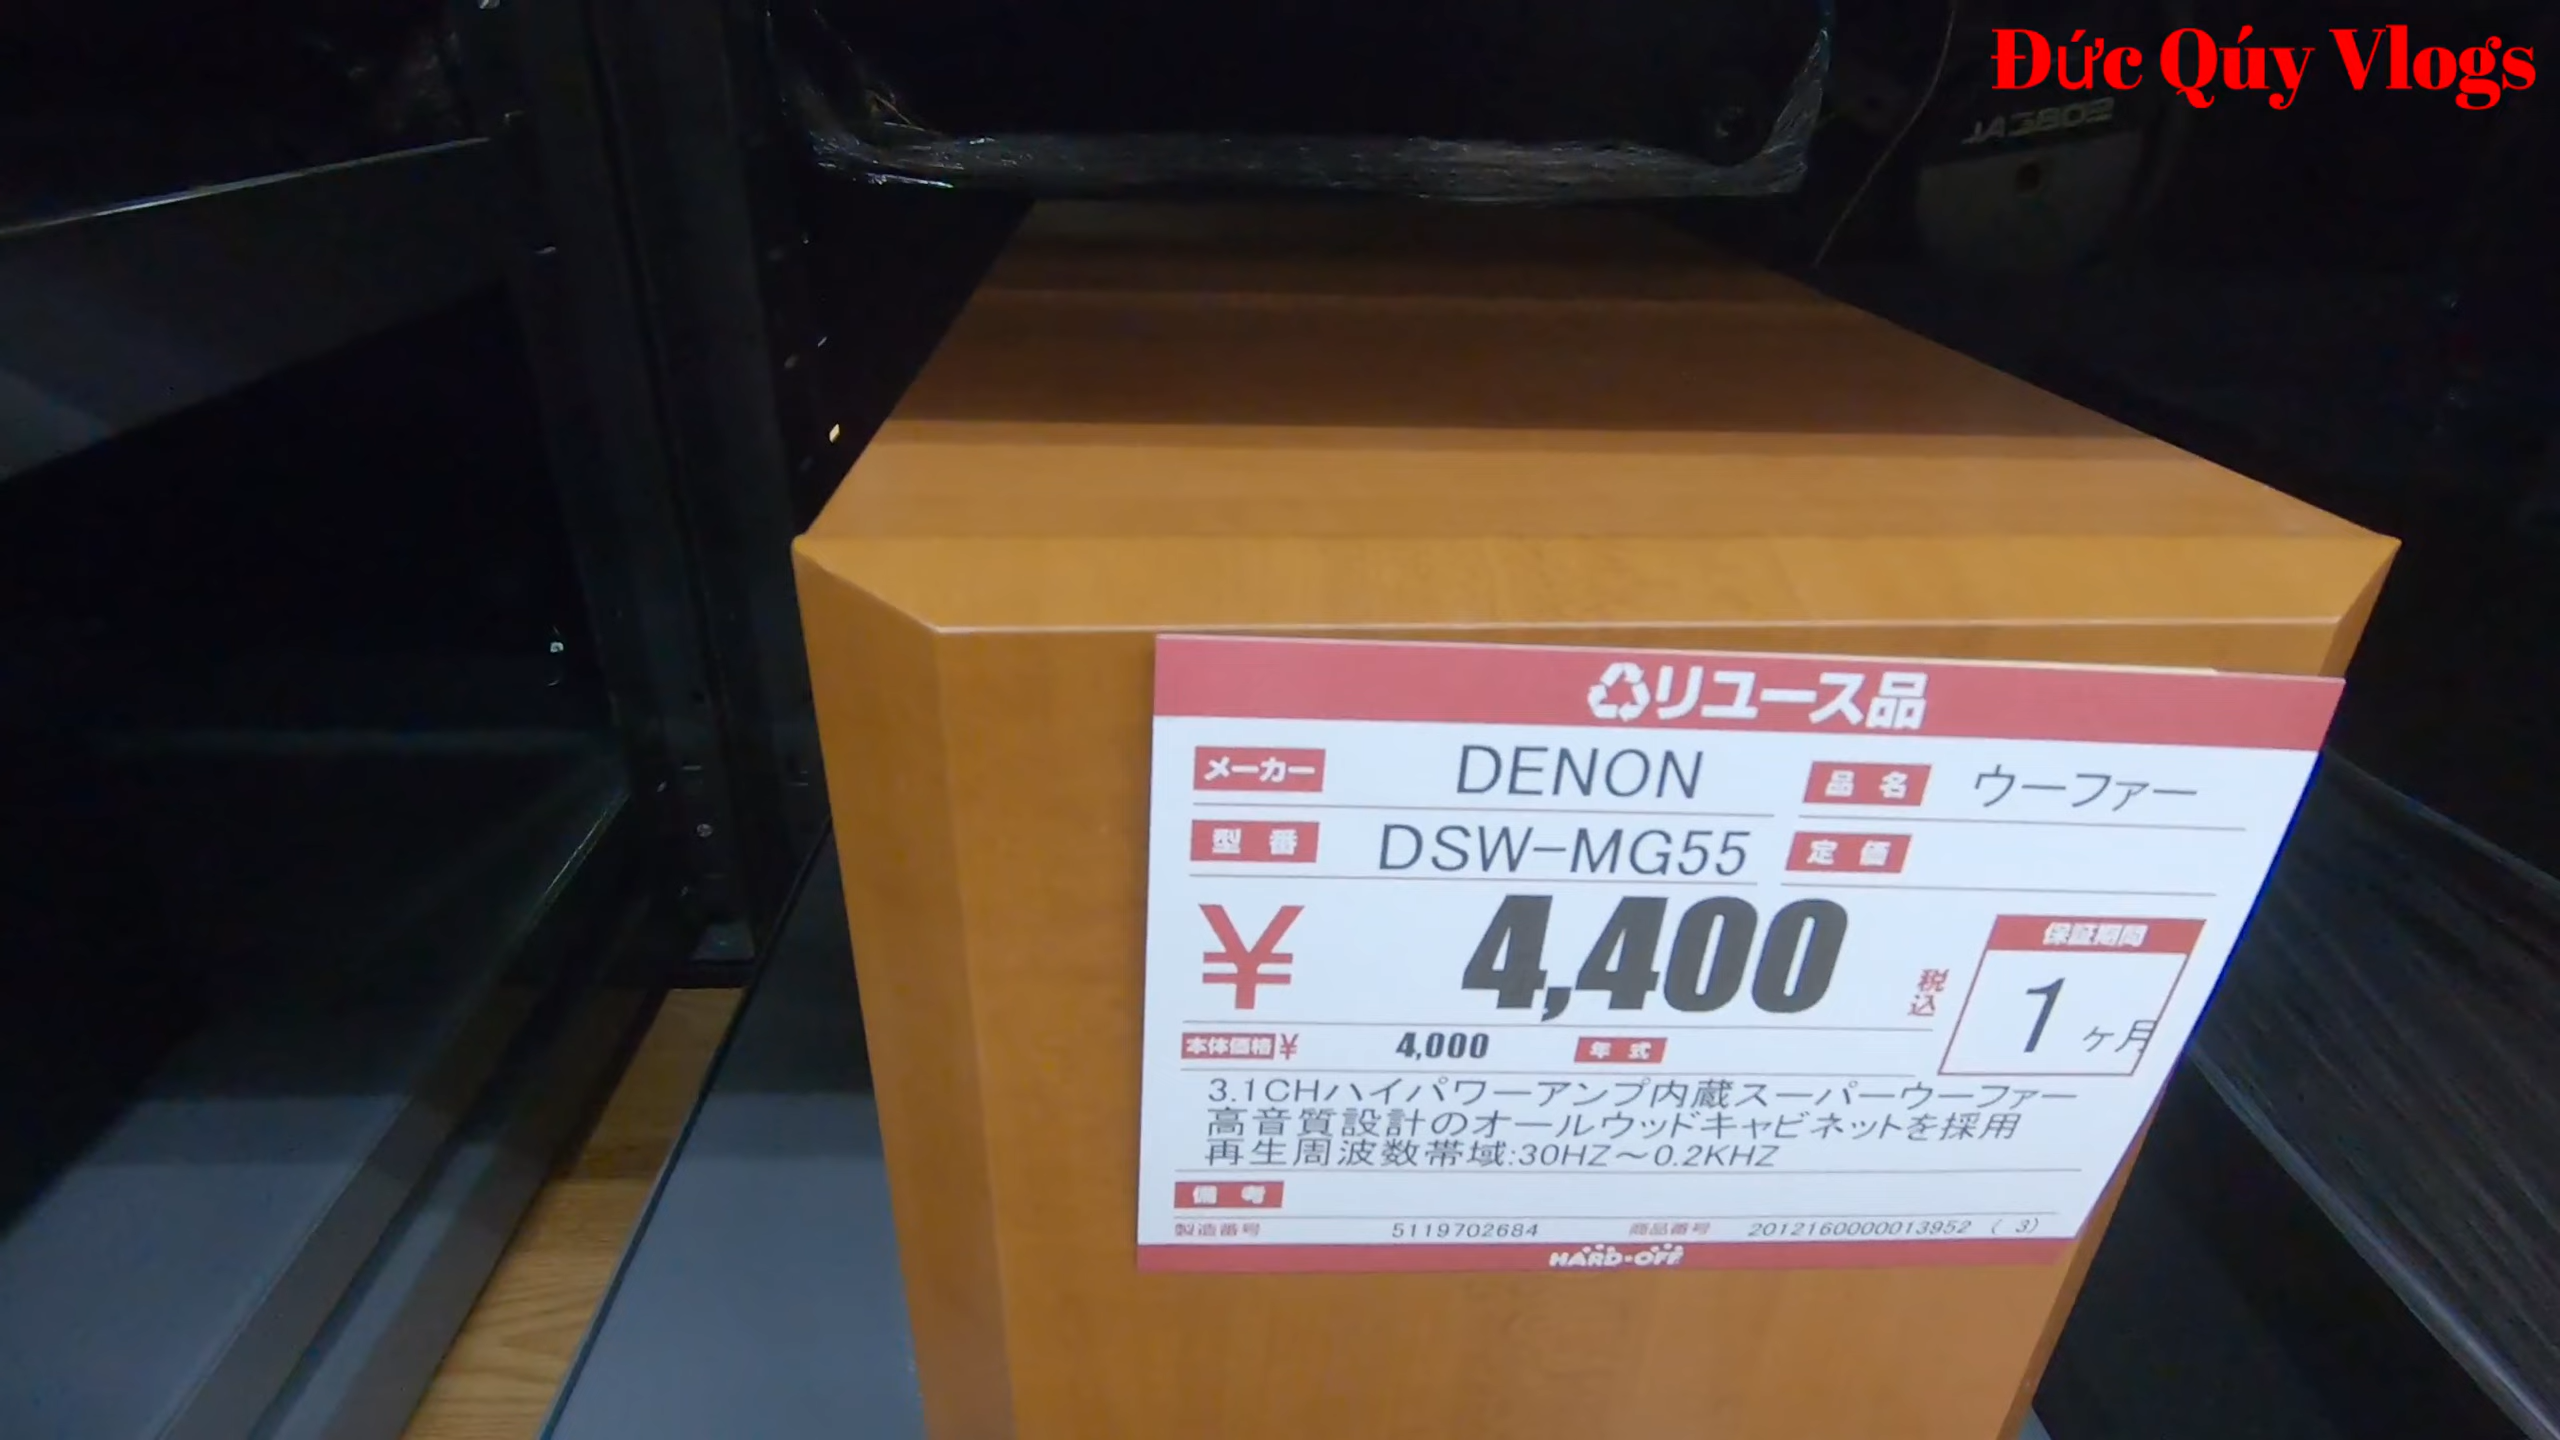 Đức Qúy Vlogs
リユース品
メーカー DENON 品名 ウーファー
型番 DSW-MG55 定価
¥ 4,400 税込
保証期間
1ヶ月
本体価格¥ 4,000 年式
3.1CHハイパワーアンプ内蔵スーパーウーファー
高音質設計のオールウッドキャビネットを採用
再生周波数帯域:30HZ～0.2KHZ
備考
製造番号 5119702684 商品番号 2012160000013952 ( 3)
HARD・OFF